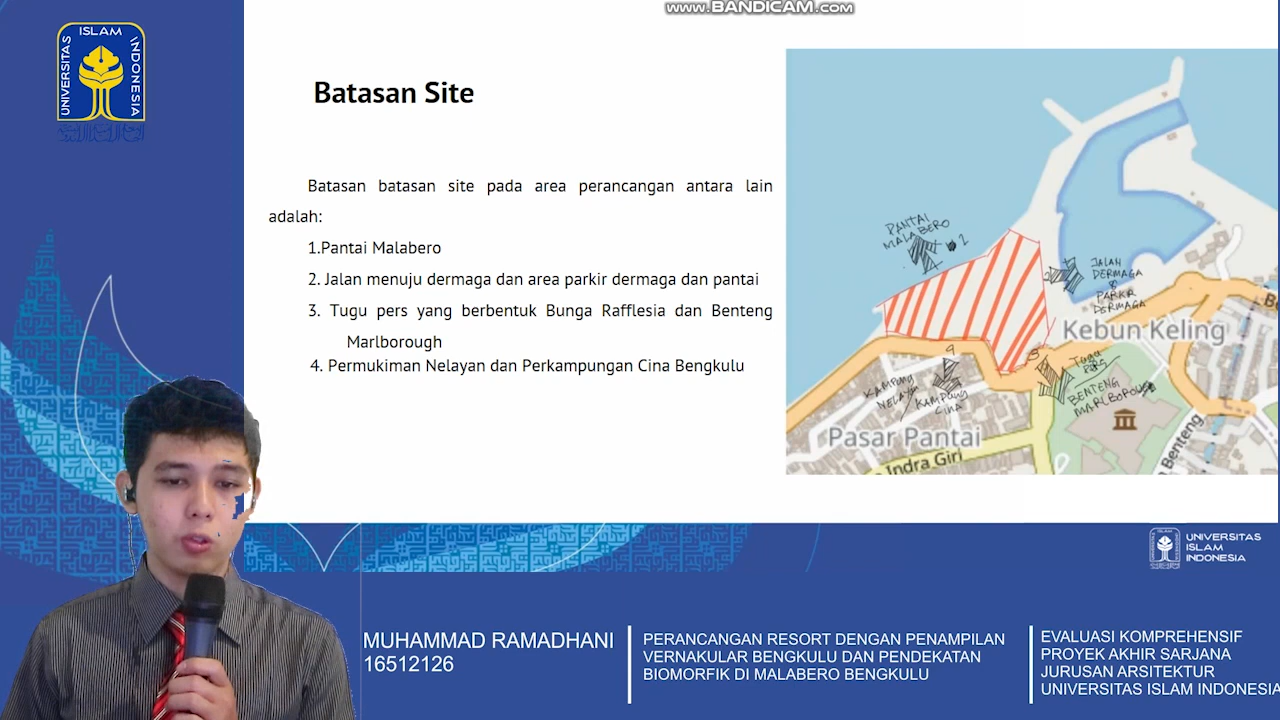 WWW.BANDICAM.COM
UNIVERSITAS ISLAM INDONESIA
Batasan Site
Batasan batasan site pada area perancangan antara lain
adalah:
1.Pantai Malabero
2. Jalan menuju dermaga dan area parkir dermaga dan pantai
3. Tugu pers yang berbentuk Bunga Rafflesia dan Benteng
Marlborough
4. Permukiman Nelayan dan Perkampungan Cina Bengkulu
PANTAI
MALABERO
1
JALAN
DERMAGA
&
PARKIR
DERMAGA
2
Kebun Keling
3
Tugu
PERS
BENTENG
MARLBOROUGH
4
KAMPUNG
NELAYAN
KAMPUNG
CINA
Pasar Pantai
Indra Giri
Benteng
UNIVERSITAS
ISLAM
INDONESIA
MUHAMMAD RAMADHANI
16512126
PERANCANGAN RESORT DENGAN PENAMPILAN
VERNAKULAR BENGKULU DAN PENDEKATAN
BIOMORFIK DI MALABERO BENGKULU
EVALUASI KOMPREHENSIF
PROYEK AKHIR SARJANA
JURUSAN ARSITEKTUR
UNIVERSITAS ISLAM INDONESIA